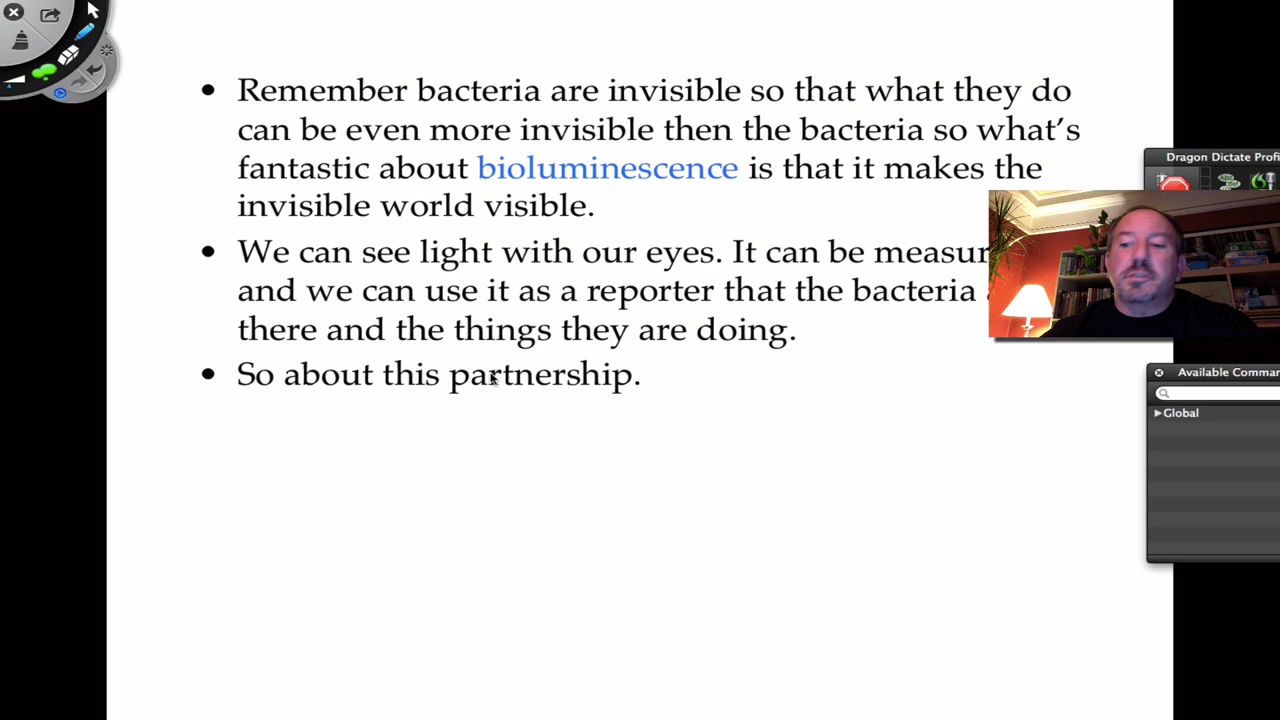 • Remember bacteria are invisible so that what they do
can be even more invisible then the bacteria so what's
fantastic about bioluminescence is that it makes the
invisible world visible.
• We can see light with our eyes. It can be
and we can use it as a reporter that the bacteria
there and the things they are doing.
• So about this partnership.
Dragon Dictate
Available
Global